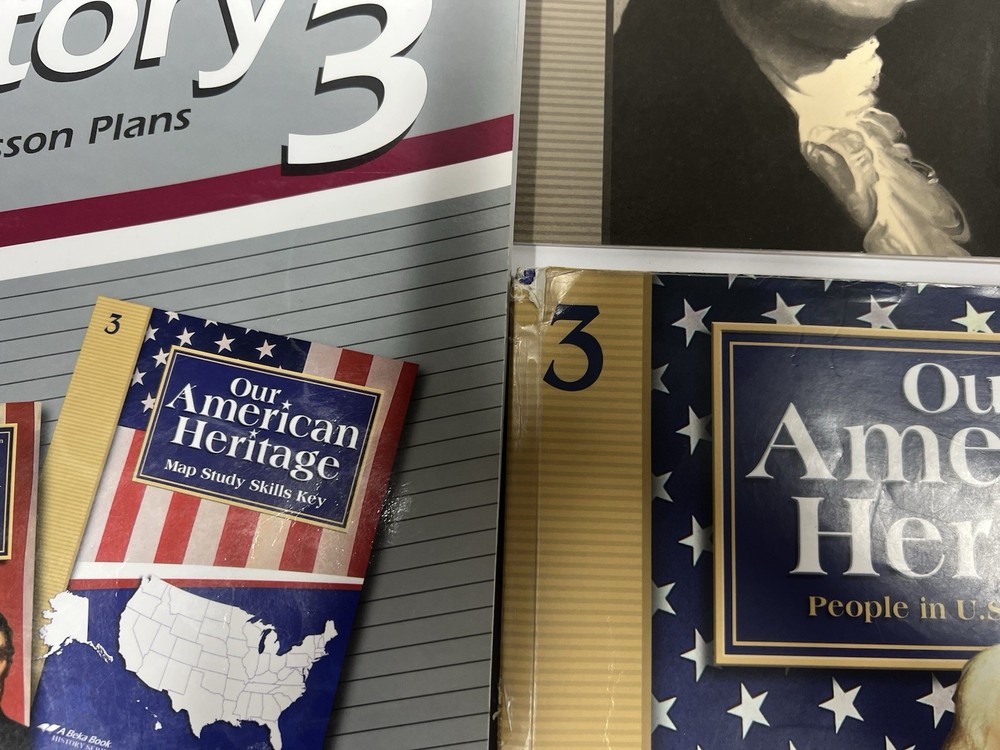 tory 3
sson Plans
3
Our
American
Heritage
Map Study Skills Key
A Beka Book
3
Ou
Ame
Her
People in U.S